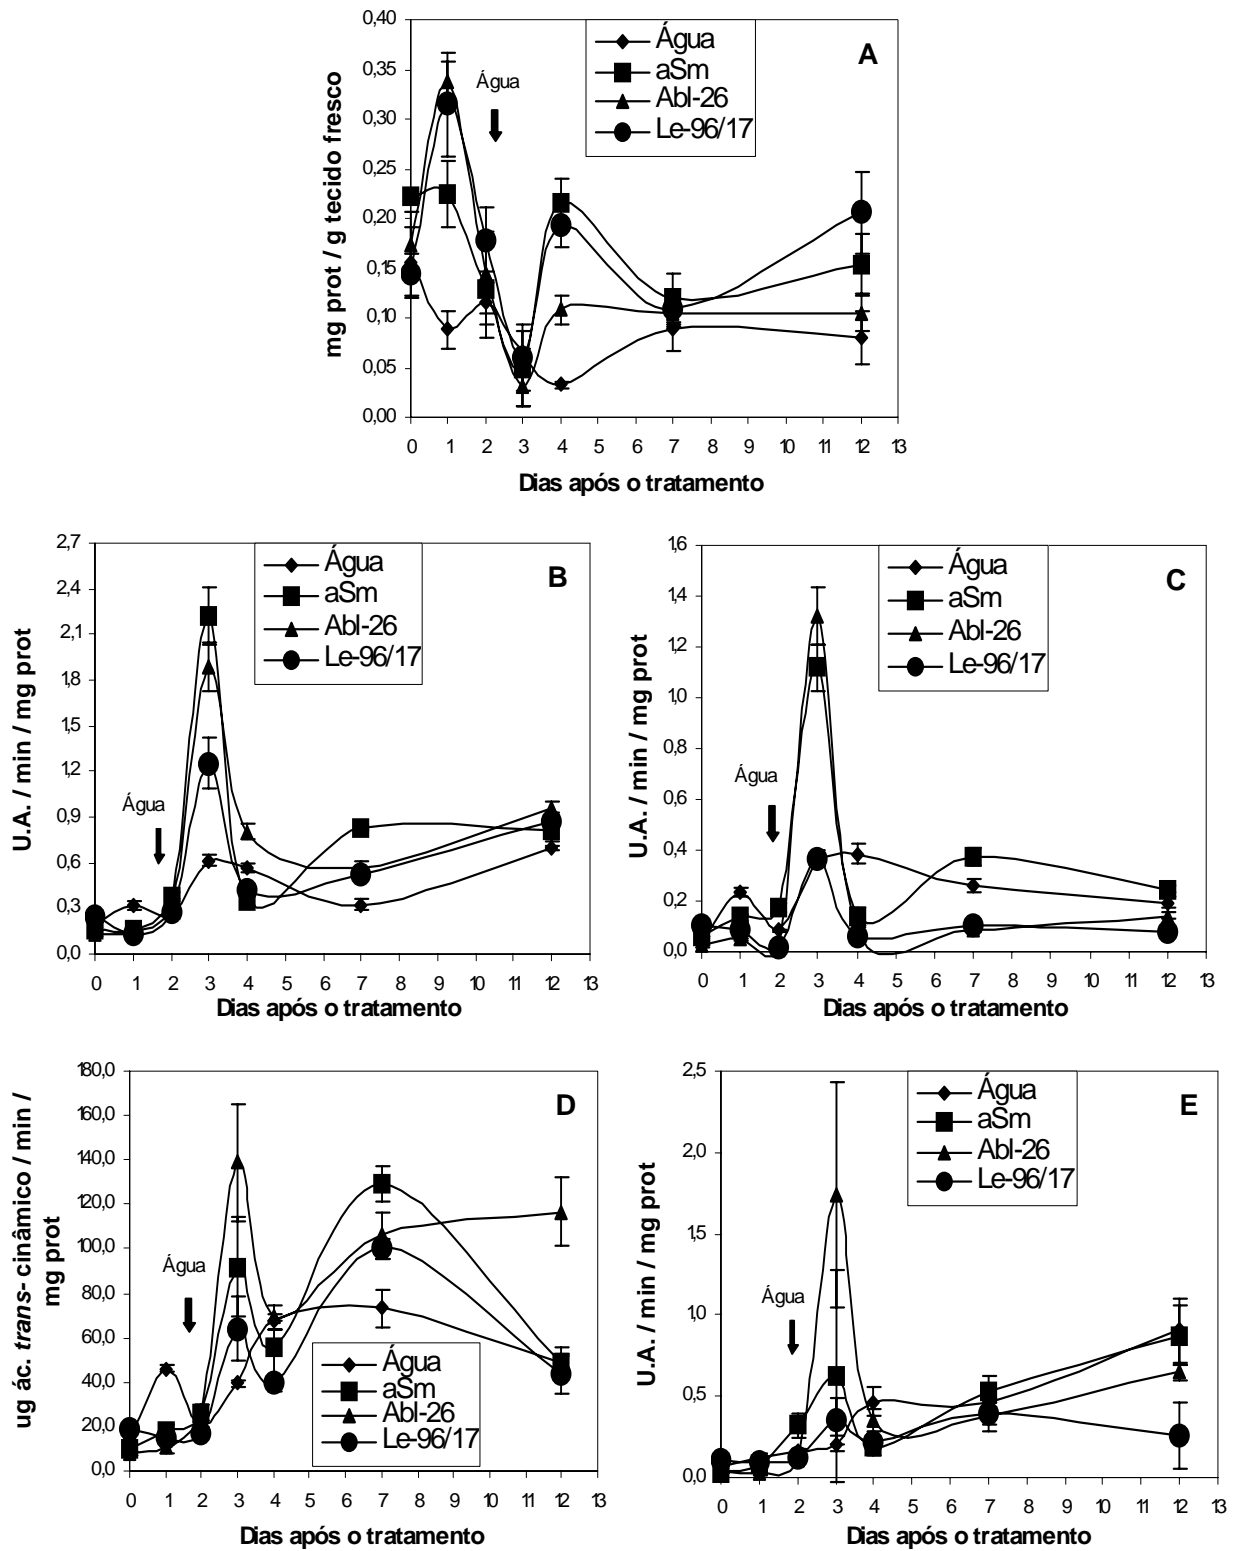 0,40
0,35
0,30
0,25
0,20
0,15
0,10
0,05
0,00
mg prot / g tecido fresco
Água
aSm
Abl-26
Le-96/17
A
Água
0 1 2 3 4 5 6 7 8 9 10 11 12 13
Dias após o tratamento
2,7
2,4
2,1
1,8
1,5
1,2
0,9
0,6
0,3
0,0
U.A. / min / mg prot
Água
aSm
Abl-26
Le-96/17
B
Água
0 1 2 3 4 5 6 7 8 9 10 11 12 13
Dias após o tratamento
1,6
1,4
1,2
1,0
0,8
0,6
0,4
0,2
0,0
U.A. / min / mg prot
Água
aSm
Abl-26
Le-96/17
C
Água
0 1 2 3 4 5 6 7 8 9 10 11 12 13
Dias após o tratamento
180,0
160,0
140,0
120,0
100,0
80,0
60,0
40,0
20,0
0,0
ug ác. trans- cinâmico / min /
mg prot
D
Água
Água
aSm
Abl-26
Le-96/17
0 1 2 3 4 5 6 7 8 9 10 11 12 13
Dias após o tratamento
2,5
2,0
1,5
1,0
0,5
0,0
U.A. / min / mg prot
Água
aSm
Abl-26
Le-96/17
E
Água
0 1 2 3 4 5 6 7 8 9 10 11 12 13
Dias após o tratamento